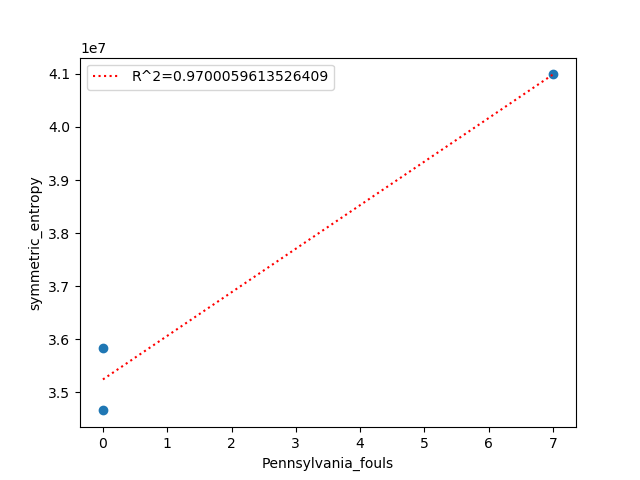 1e7
R^2=0.9700059613526409
4.1
4.0
3.9
3.8
3.7
3.6
3.5
symmetric_entropy
0 1 2 3 4 5 6 7
Pennsylvania_fouls